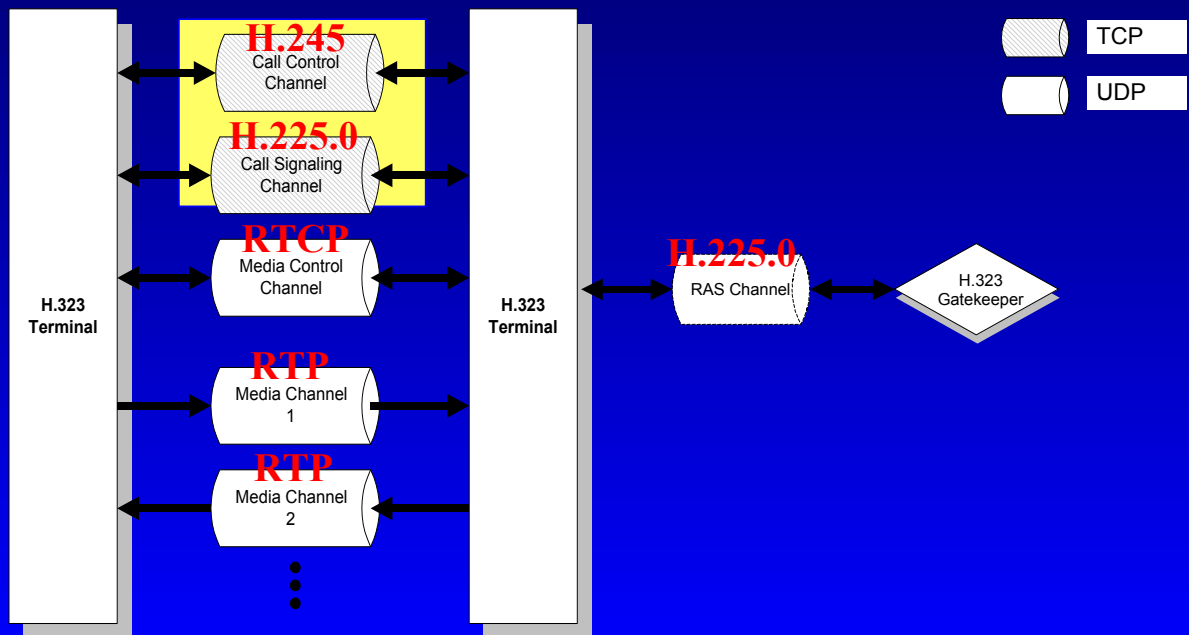 H.245
Call Control
Channel
H.225.0
Call Signaling
Channel
RTCP
Media Control
Channel
RTP
Media Channel
1
RTP
Media Channel
2
H.323
Terminal
H.323
Terminal
H.225.0
RAS Channel
H.323
Gatekeeper
TCP
UDP